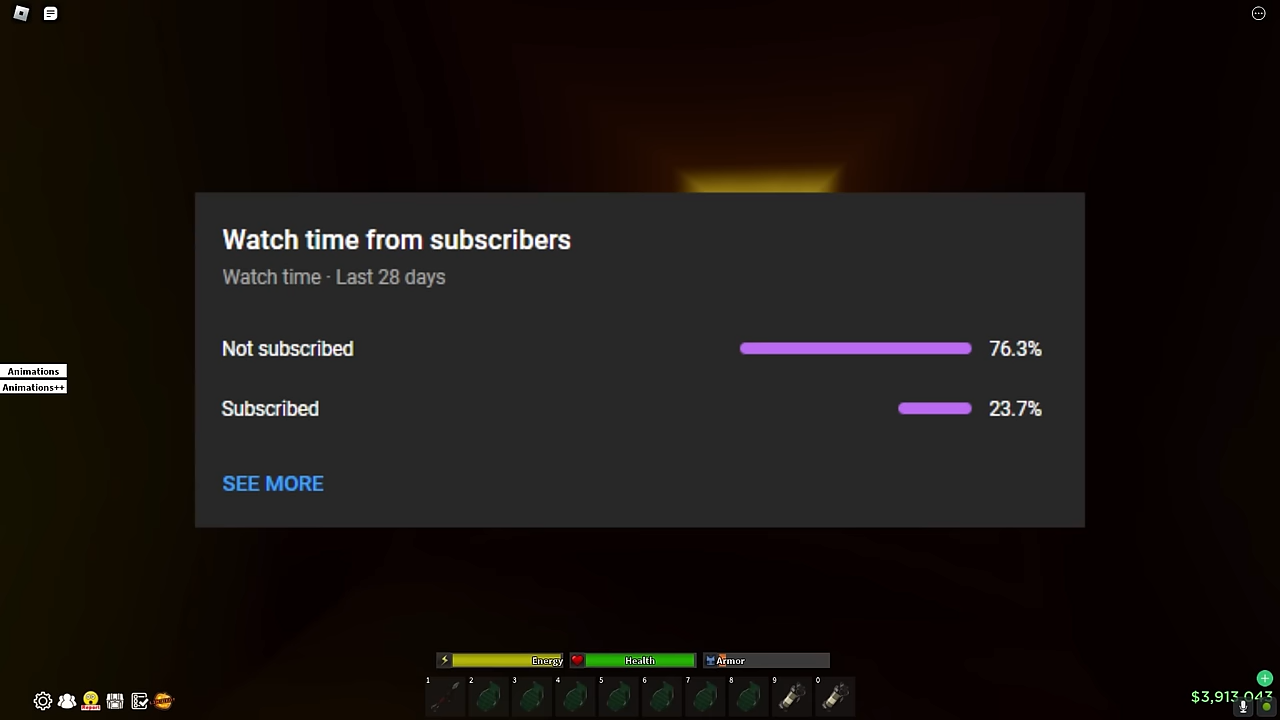 Watch time from subscribers
Watch time · Last 28 days
Not subscribed 76.3%
Subscribed 23.7%
SEE MORE
Animations
Animations++
Energy Health Armor
1 2 3 4 5 6 7 8 9 0
Report
$3,913,043